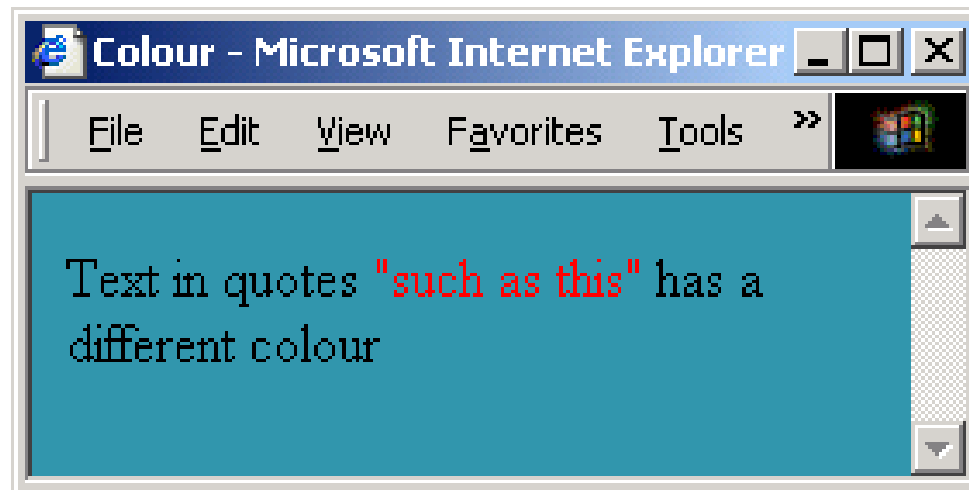 Colour - Microsoft Internet Explorer
File Edit View Favorites Tools »
Text in quotes "such as this" has a
different colour